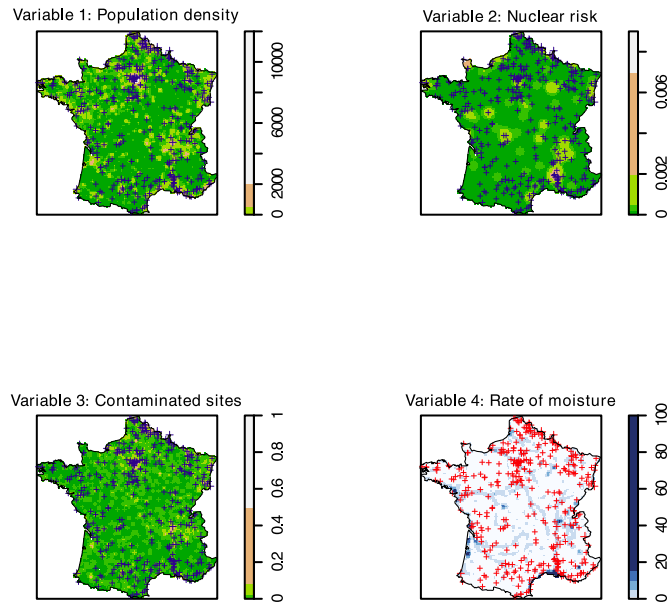 Variable 1: Population density
0 2000 6000 10000
Variable 2: Nuclear risk
0 0.002 0.006
Variable 3: Contaminated sites
0 0.2 0.4 0.6 0.8 1
Variable 4: Rate of moisture
0 20 40 60 80 100